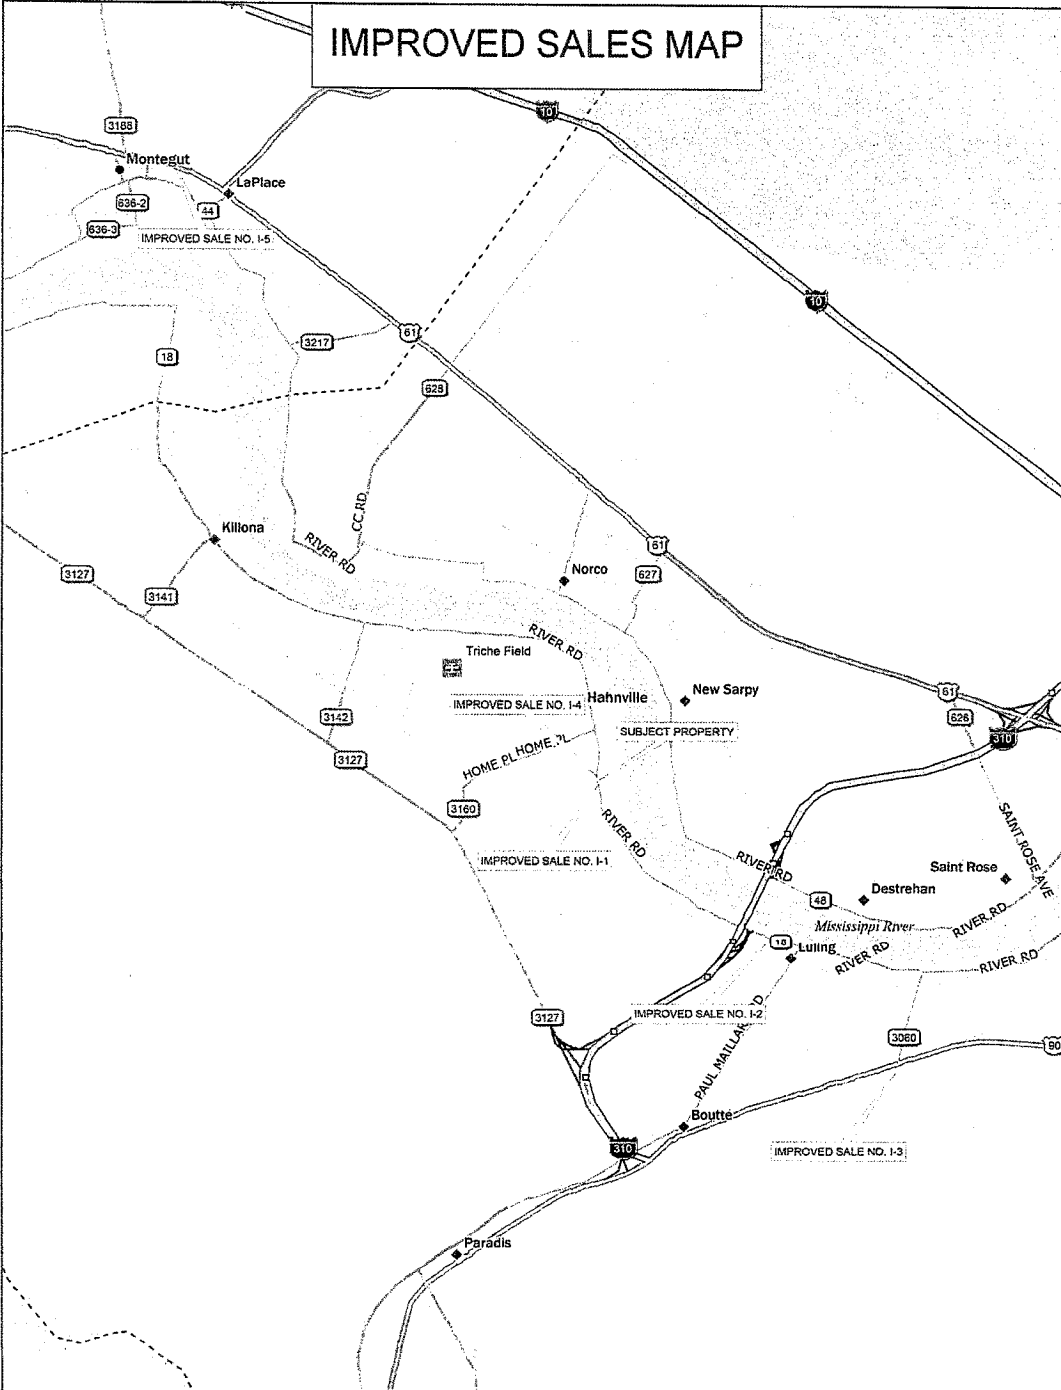 IMPROVED SALES MAP
10
3188
Montegut
LaPlace
636-2
44
636-3
IMPROVED SALE NO. I-5
10
61
3217
18
628
CC RD
Killona
RIVER RD
61
3127
Norco
627
3141
RIVER RD
Triche Field
Hahnville
New Sarpy
61
IMPROVED SALE NO. I-4
3142
SUBJECT PROPERTY
626
310
HOME PL
HOME PL
3127
3160
RIVER RD
SAINT ROSE AVE
IMPROVED SALE NO. I-1
RIVER RD
Saint Rose
Destrehan
48
Mississippi River
RIVER RD
18
Luling
RIVER RD
RIVER RD
3127
IMPROVED SALE NO. I-2
PAUL MAILLARD RD
3060
90
Boutte
310
IMPROVED SALE NO. I-3
Paradis